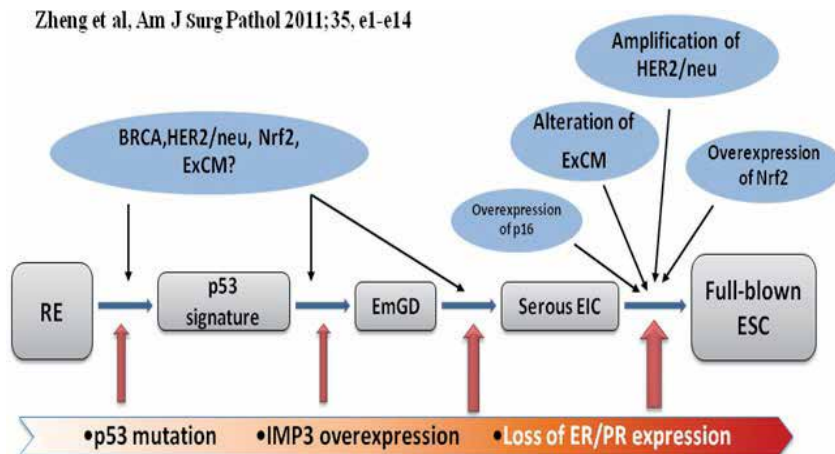 Zheng et al, Am J Surg Pathol 2011;35, e1-e14
Amplification of
HER2/neu
BRCA,HER2/neu, Nrf2,
ExCM?
Alteration of
ExCM
Overexpression
of Nrf2
Overexpression
of p16
RE
p53
signature
EmGD
Serous EIC
Full-blown
ESC
•p53 mutation •IMP3 overexpression •Loss of ER/PR expression